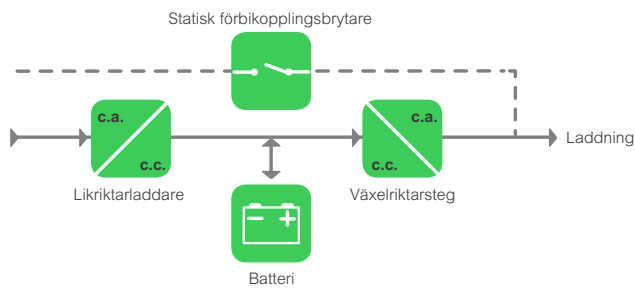 Statisk förbikopplingsbrytare
c.a.
c.c.
c.a.
c.c.
Laddning
Likriktarladdare
Växelriktarsteg
Batteri